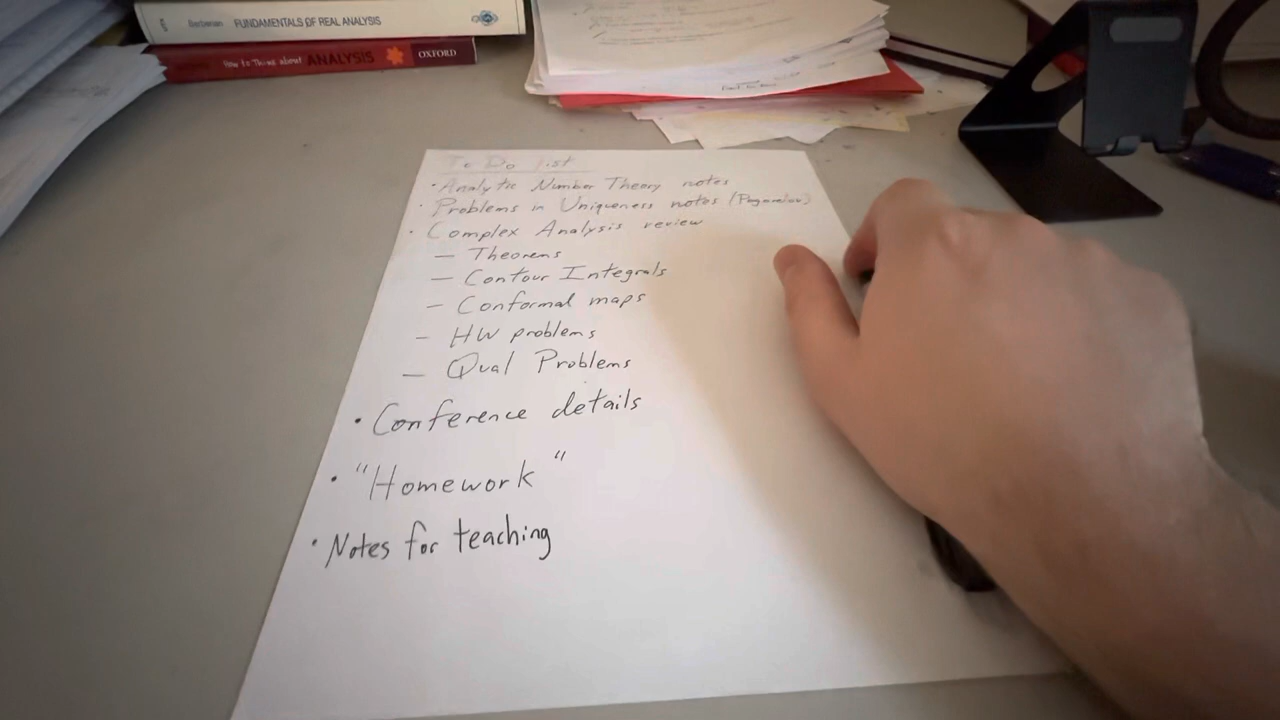 Berberian FUNDAMENTALS OF REAL ANALYSIS
How to Think about ANALYSIS OXFORD
To Do List
• Analytic Number Theory notes
• Problems in Uniqueness notes
• Complex Analysis review
— Theorems
— Contour Integrals
— Conformal maps
— HW problems
— Qual Problems
• Conference details
• "Homework"
• Notes for teaching